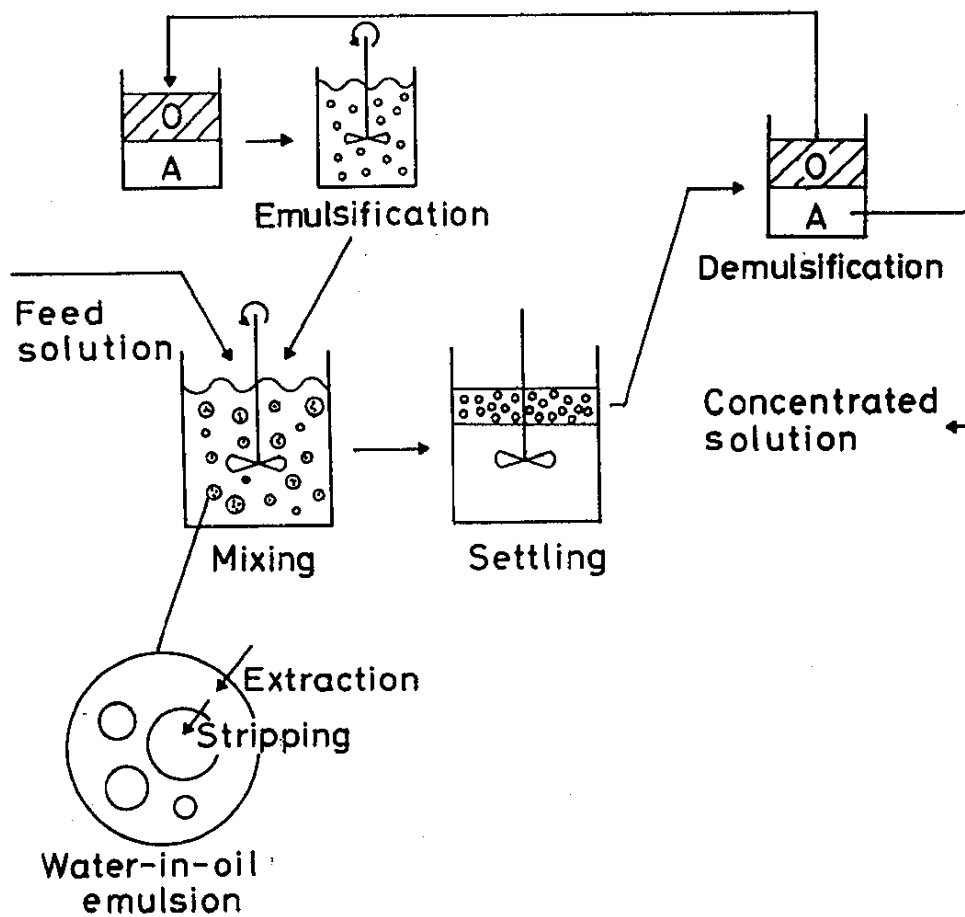 O
A
Emulsification
O
A
Demulsification
Feed
solution
Mixing
Settling
Concentrated
solution
Extraction
Stripping
Water-in-oil
emulsion